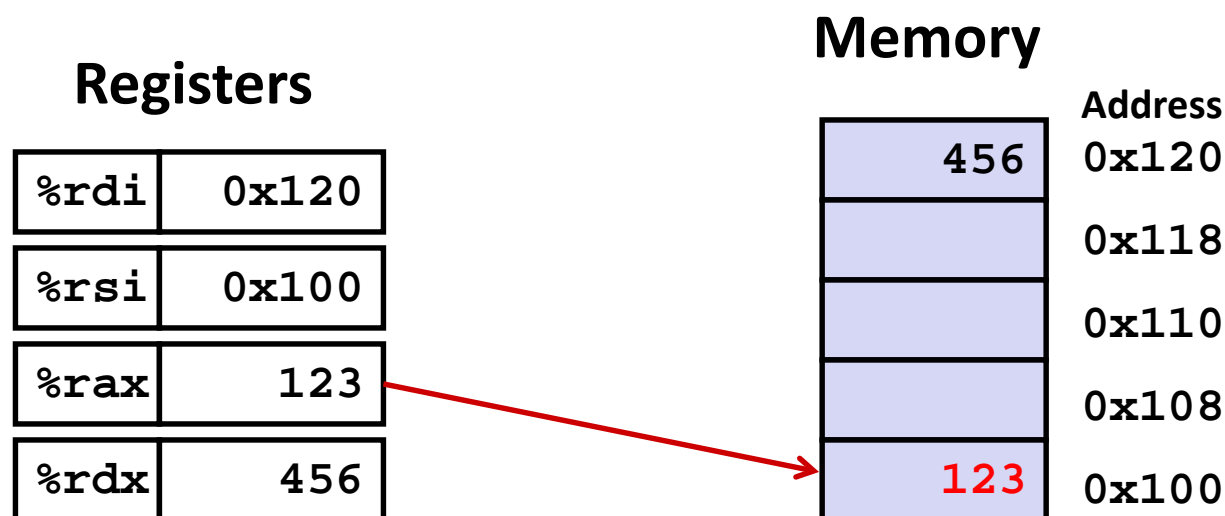 Registers
%rdi 0x120
%rsi 0x100
%rax 123
%rdx 456
Memory
Address
456 0x120
0x118
0x110
0x108
123 0x100